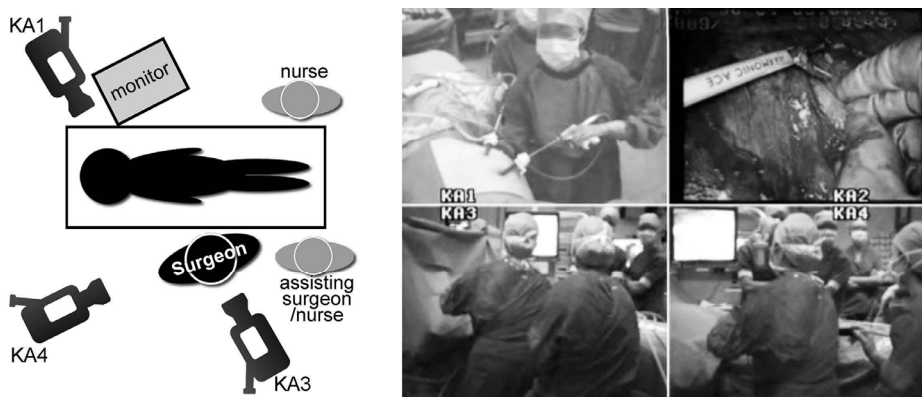 KA1
monitor
nurse
Surgeon
assisting
surgeon
/nurse
KA4
KA3
KA1
HARMONIC ACE
KA2
KA3
KA4